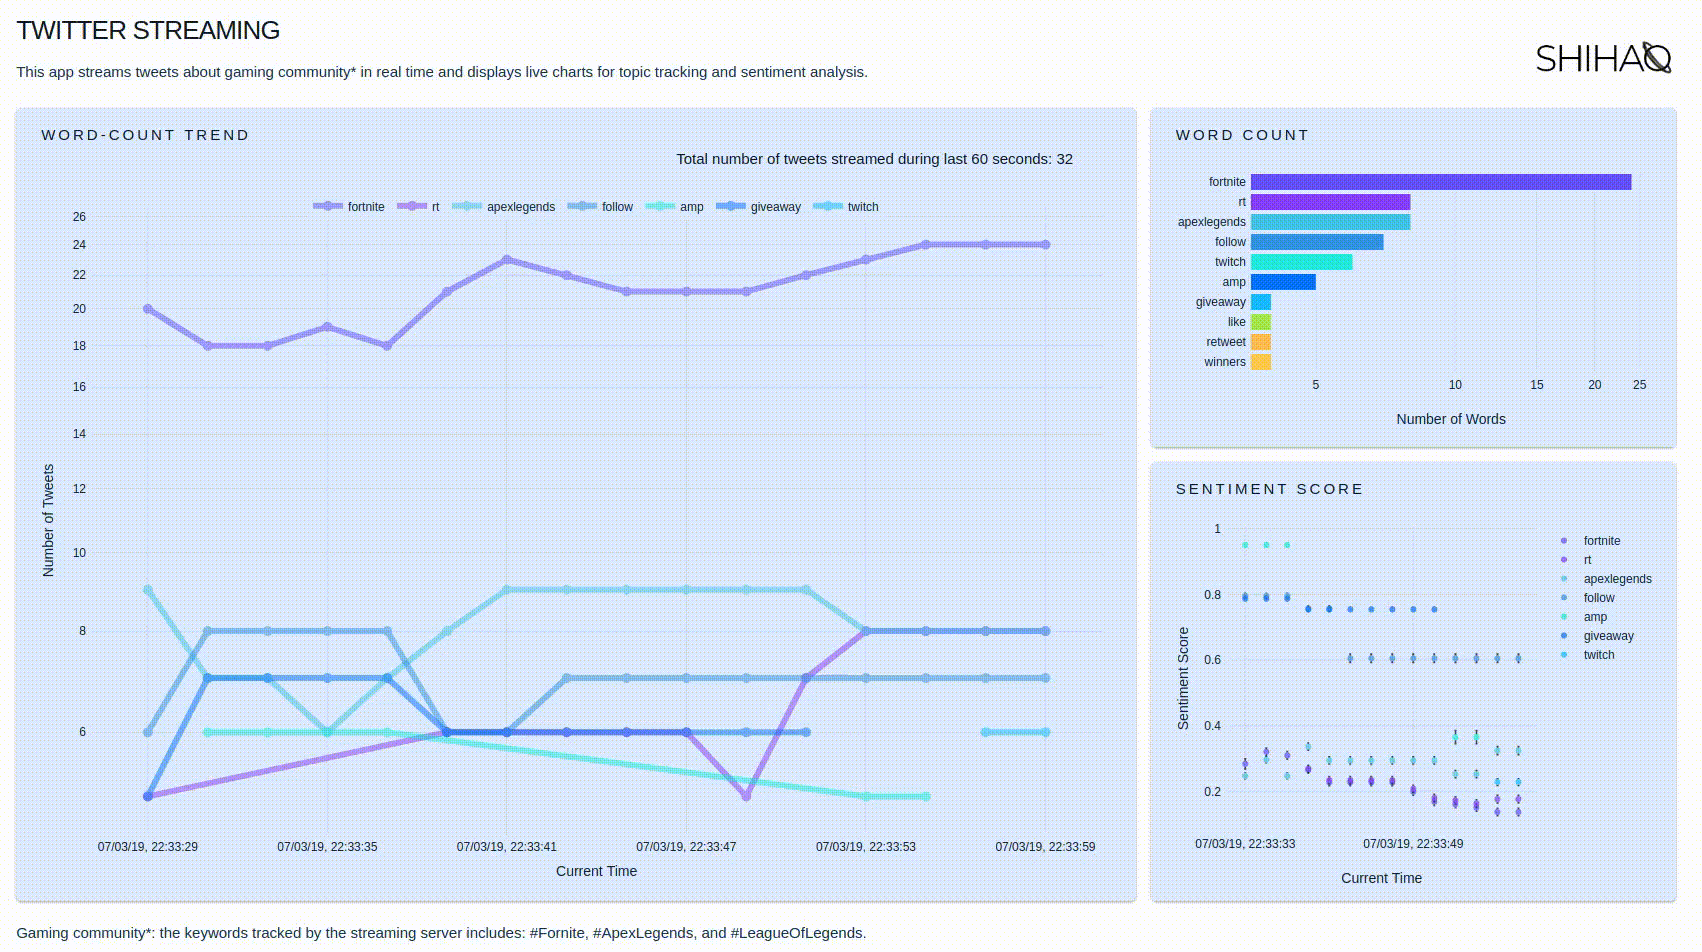 TWITTER STREAMING
This app streams tweets about gaming community* in real time and displays live charts for topic tracking and sentiment analysis.
SHIHAO
WORD-COUNT TREND
Total number of tweets streamed during last 60 seconds: 32
fortnite rt apexlegends follow amp giveaway twitch
26
24
22
20
18
16
14
12
10
8
6
Number of Tweets
07/03/19, 22:33:29 07/03/19, 22:33:35 07/03/19, 22:33:41 07/03/19, 22:33:47 07/03/19, 22:33:53 07/03/19, 22:33:59
Current Time
WORD COUNT
fortnite
rt
apexlegends
follow
twitch
amp
giveaway
like
retweet
winners
5 10 15 20 25
Number of Words
SENTIMENT SCORE
1
0.8
0.6
0.4
0.2
Sentiment Score
fortnite
rt
apexlegends
follow
amp
giveaway
twitch
07/03/19, 22:33:33 07/03/19, 22:33:49
Current Time
Gaming community*: the keywords tracked by the streaming server includes: #Fornite, #ApexLegends, and #LeagueOfLegends.